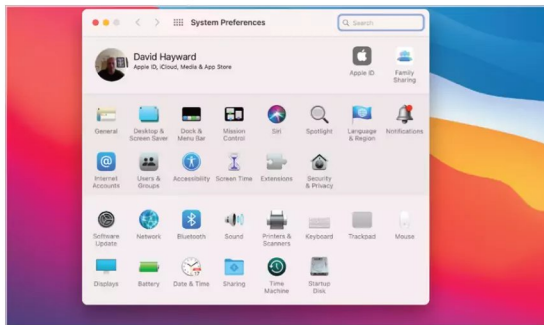 System Preferences
Search
David Hayward
Apple ID, iCloud, Media & App Store
Apple ID
Family
Sharing
General
Desktop &
Screen Saver
Dock &
Menu Bar
Mission
Control
Siri
Spotlight
Language
& Region
Notifications
Internet
Accounts
Users &
Groups
Accessibility
Screen Time
Extensions
Security
& Privacy
Software
Update
Network
Bluetooth
Sound
Printers &
Scanners
Keyboard
Trackpad
Mouse
Displays
Battery
Date & Time
Sharing
Time
Machine
Startup
Disk